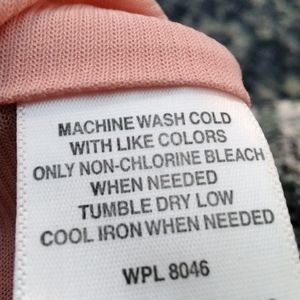 MACHINE WASH COLD
WITH LIKE COLORS
ONLY NON-CHLORINE BLEACH
WHEN NEEDED
TUMBLE DRY LOW
COOL IRON WHEN NEEDED
WPL 8046